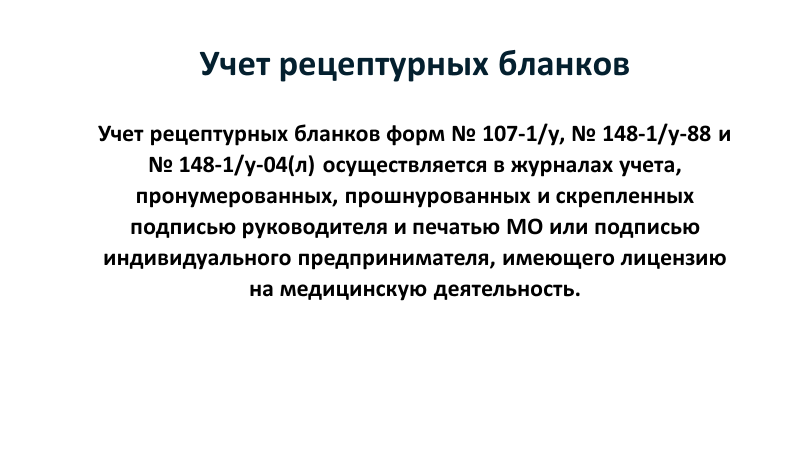 Учет рецептурных бланков
Учет рецептурных бланков форм № 107-1/у, № 148-1/у-88 и
№ 148-1/у-04(л) осуществляется в журналах учета,
пронумерованных, прошнурованных и скрепленных
подписью руководителя и печатью МО или подписью
индивидуального предпринимателя, имеющего лицензию
на медицинскую деятельность.